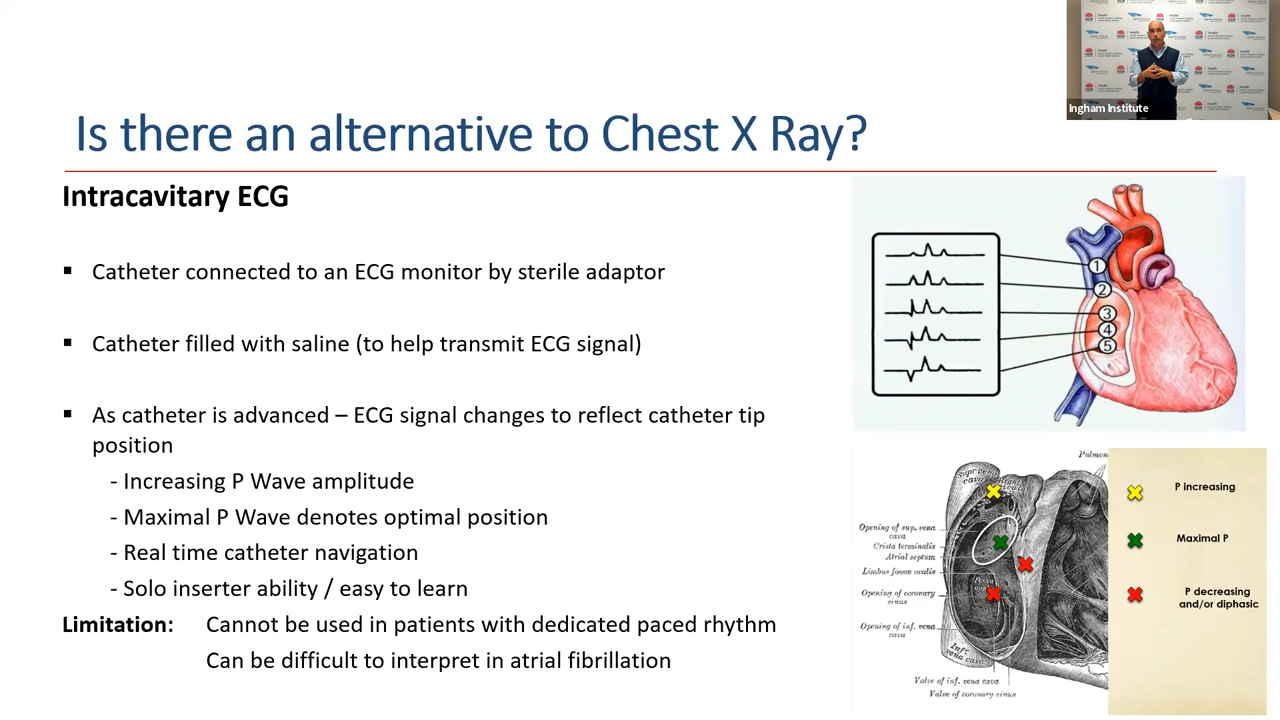 Ingham Institute
Is there an alternative to Chest X Ray?
Intracavitary ECG
▪ Catheter connected to an ECG monitor by sterile adaptor
▪ Catheter filled with saline (to help transmit ECG signal)
▪ As catheter is advanced – ECG signal changes to reflect catheter tip
position
- Increasing P Wave amplitude
- Maximal P Wave denotes optimal position
- Real time catheter navigation
- Solo inserter ability / easy to learn
Limitation: Cannot be used in patients with dedicated paced rhythm
Can be difficult to interpret in atrial fibrillation
1
2
3
4
5
Pulmon
Opening of sup. vena
cava
Crista terminalis
Atrial septum
Limbus fossæ ovalis
Opening of coronary
sinus
Opening of inf. vena
cava
vena cava
Valve of inf. vena cava
Valve of coronary sinus
P increasing
Maximal P
P decreasing
and/or diphasic